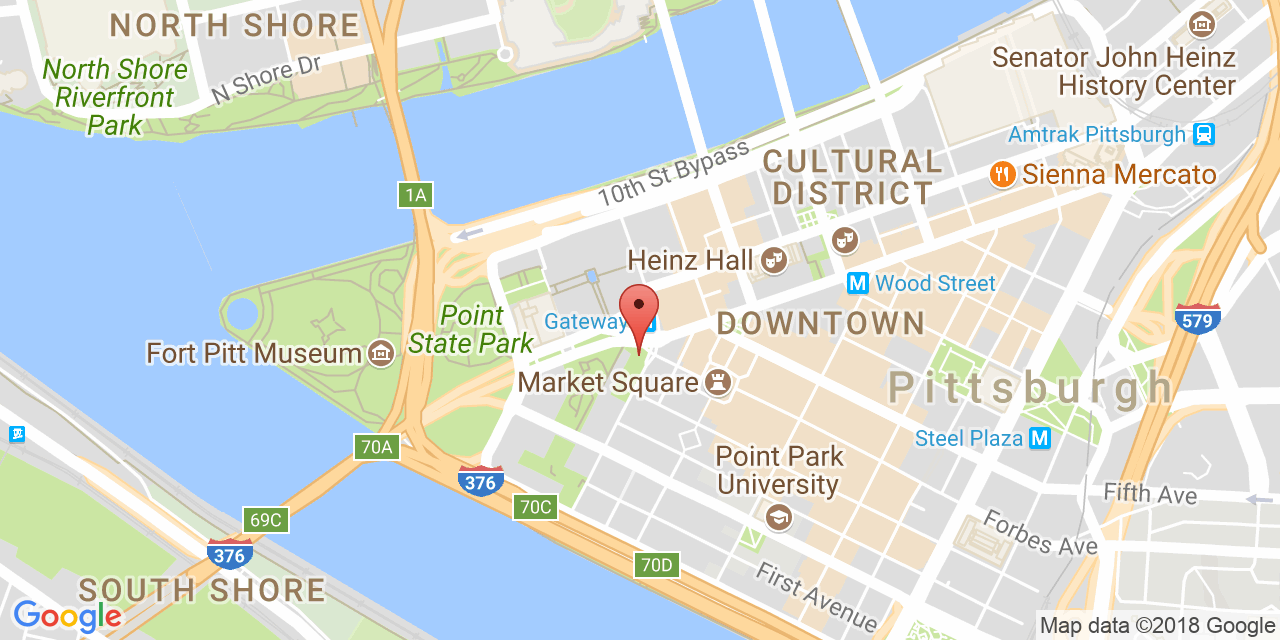 NORTH SHORE
North Shore
Riverfront
Park
N Shore Dr
Senator John Heinz
History Center
Amtrak Pittsburgh
Sienna Mercato
CULTURAL
DISTRICT
10th St Bypass
1A
Heinz Hall
Wood Street
M
Point
State Park
Gateway
DOWNTOWN
579
Fort Pitt Museum
Market Square
Pittsburgh
Steel Plaza
M
70A
Point Park
University
376
70C
Fifth Ave
69C
Forbes Ave
376
70D
SOUTH SHORE
First Avenue
Google
Map data ©2018 Google